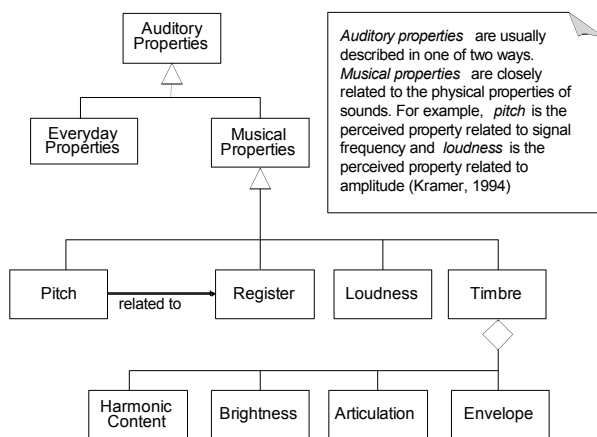 Auditory
Properties
Auditory properties are usually
described in one of two ways.
Musical properties are closely
related to the physical properties of
sounds. For example, pitch is the
perceived property related to signal
frequency and loudness is the
perceived property related to
amplitude (Kramer, 1994)
Everyday
Properties
Musical
Properties
Pitch
related to
Register
Loudness
Timbre
Harmonic
Content
Brightness
Articulation
Envelope